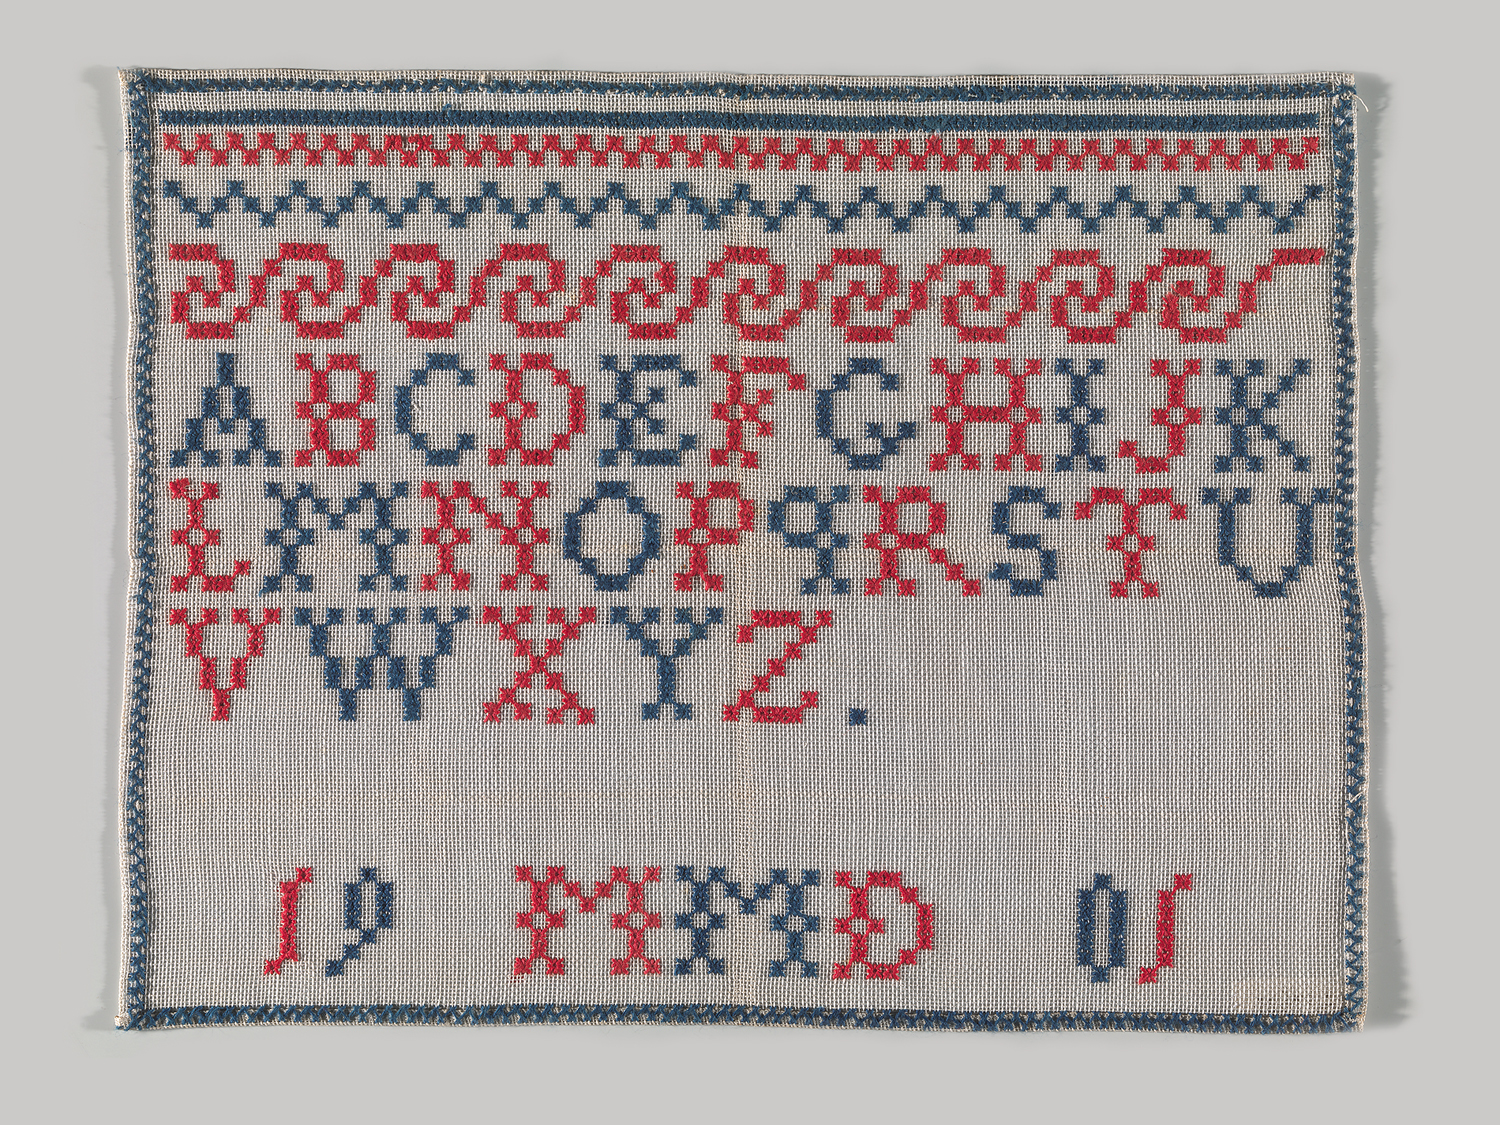 ABCDEFGHIJK
LMNOPqRSTU
VWXYZ.
19 MMD 01